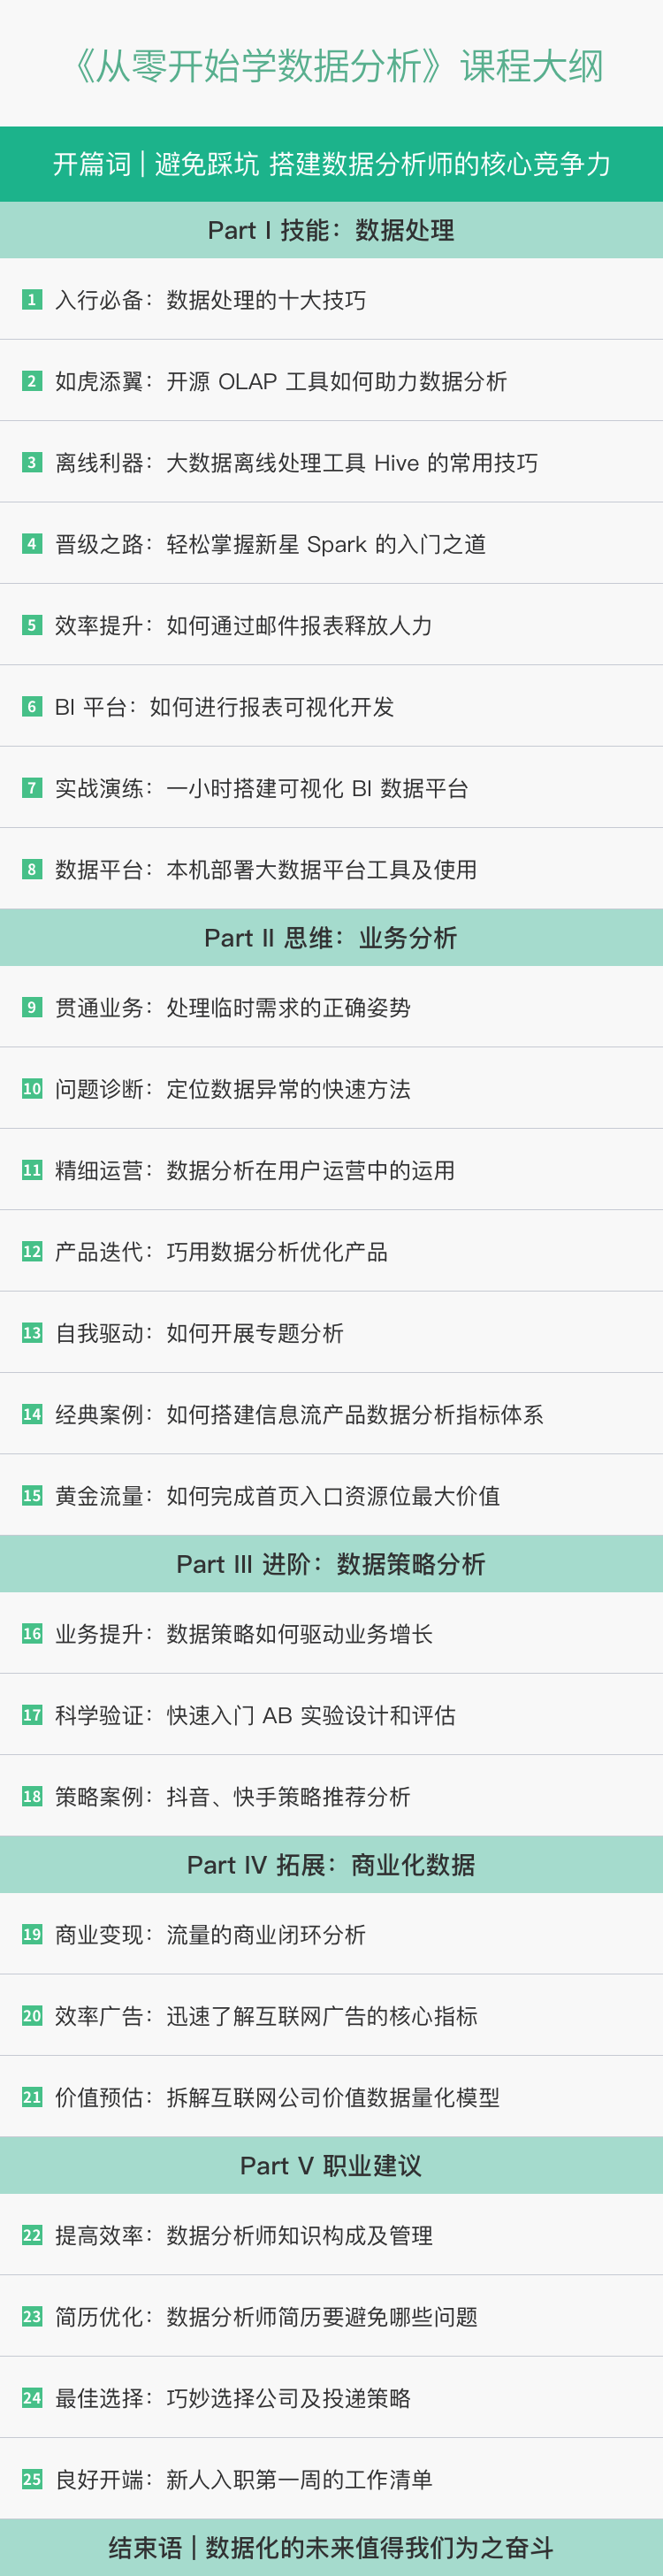 《从零开始学数据分析》课程大纲
开篇词 | 避免踩坑 搭建数据分析师的核心竞争力
Part I 技能：数据处理
1 入行必备：数据处理的十大技巧
2 如虎添翼：开源 OLAP 工具如何助力数据分析
3 离线利器：大数据离线处理工具 Hive 的常用技巧
4 晋级之路：轻松掌握新星 Spark 的入门之道
5 效率提升：如何通过邮件报表释放人力
6 BI 平台：如何进行报表可视化开发
7 实战演练：一小时搭建可视化 BI 数据平台
8 数据平台：本机部署大数据平台工具及使用
Part II 思维：业务分析
9 贯通业务：处理临时需求的正确姿势
10 问题诊断：定位数据异常的快速方法
11 精细运营：数据分析在用户运营中的运用
12 产品迭代：巧用数据分析优化产品
13 自我驱动：如何开展专题分析
14 经典案例：如何搭建信息流产品数据分析指标体系
15 黄金流量：如何完成首页入口资源位最大价值
Part III 进阶：数据策略分析
16 业务提升：数据策略如何驱动业务增长
17 科学验证：快速入门 AB 实验设计和评估
18 策略案例：抖音、快手策略推荐分析
Part IV 拓展：商业化数据
19 商业变现：流量的商业闭环分析
20 效率广告：迅速了解互联网广告的核心指标
21 价值预估：拆解互联网公司价值数据量化模型
Part V 职业建议
22 提高效率：数据分析师知识构成及管理
23 简历优化：数据分析师简历要避免哪些问题
24 最佳选择：巧妙选择公司及投递策略
25 良好开端：新人入职第一周的工作清单
结束语 | 数据化的未来值得我们为之奋斗